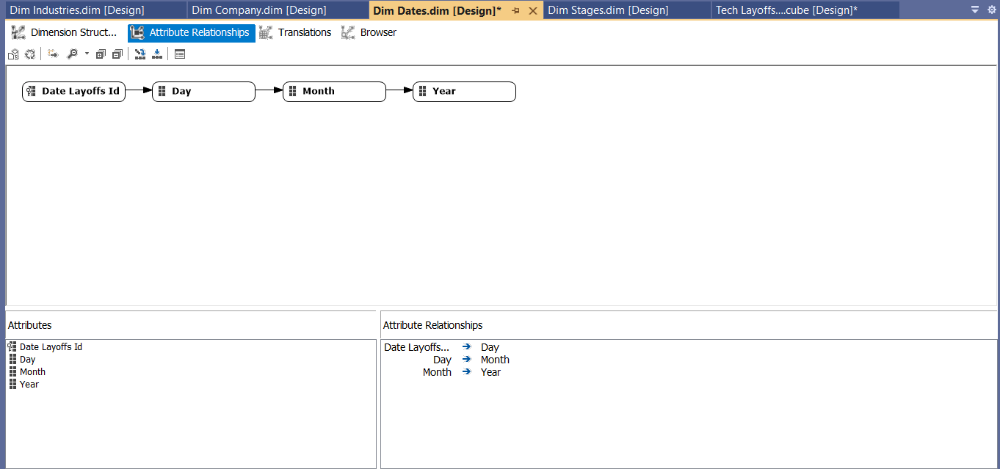 Dim Industries.dim [Design] Dim Company.dim [Design] Dim Dates.dim [Design]* Dim Stages.dim [Design] Tech Layoffs....cube [Design]*
Dimension Struct... Attribute Relationships Translations Browser
Date Layoffs Id Day Month Year
Attributes
Date Layoffs Id
Day
Month
Year
Attribute Relationships
Date Layoffs... Day
Day Month
Month Year